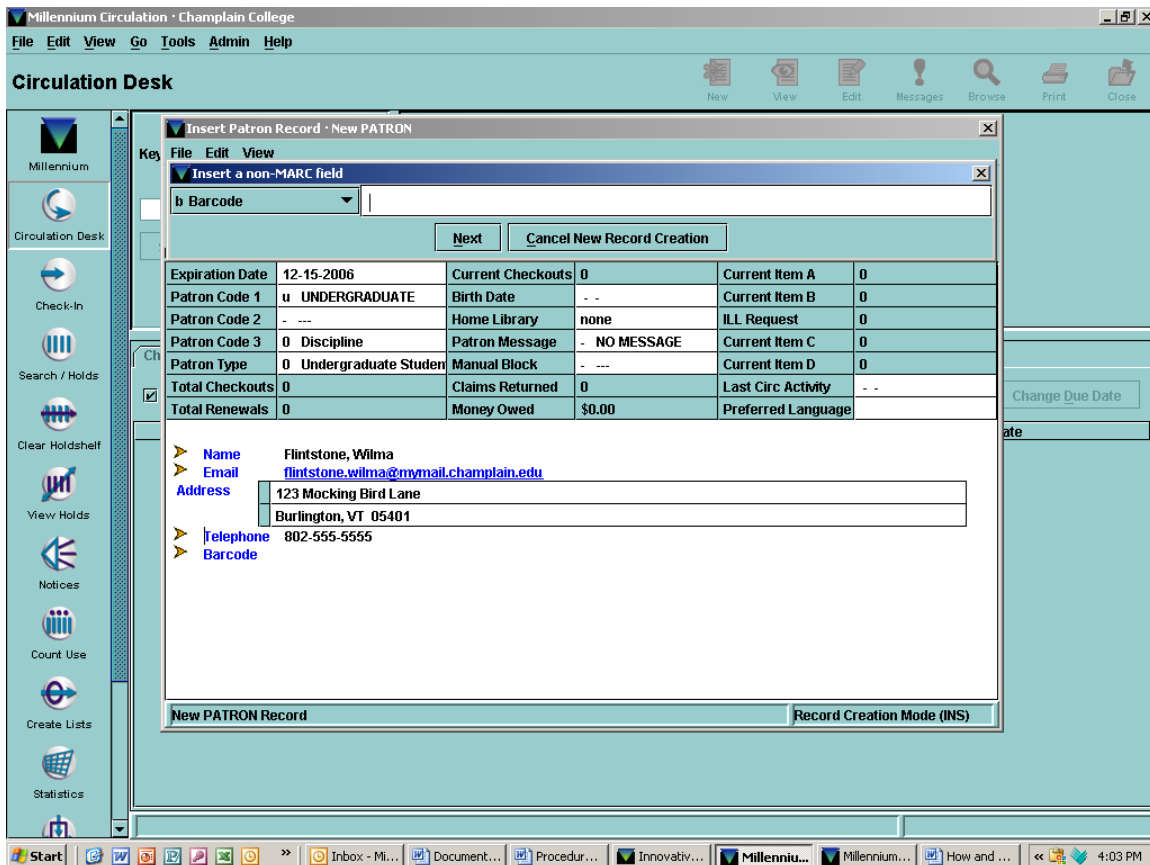 Millennium Circulation · Champlain College
File Edit View Go Tools Admin Help
Circulation Desk
New View Edit Messages Browse Print Close
Millennium
Circulation Desk
Check-In
Search / Holds
Clear Holdshelf
View Holds
Notices
Count Use
Create Lists
Statistics
Key
Insert Patron Record · New PATRON
File Edit View
Insert a non-MARC field
b Barcode
Next Cancel New Record Creation
Expiration Date 12-15-2006 Current Checkouts 0 Current Item A 0
Patron Code 1 u UNDERGRADUATE Birth Date - - Current Item B 0
Patron Code 2 - --- Home Library none ILL Request 0
Patron Code 3 0 Discipline Patron Message - NO MESSAGE Current Item C 0
Patron Type 0 Undergraduate Studen Manual Block - --- Current Item D 0
Total Checkouts 0 Claims Returned 0 Last Circ Activity - -
Total Renewals 0 Money Owed $0.00 Preferred Language
Ch
Change Due Date
ate
Name Flintstone, Wilma
Email flintstone.wilma@mymail.champlain.edu
Address 123 Mocking Bird Lane
Burlington, VT 05401
Telephone 802-555-5555
Barcode
New PATRON Record Record Creation Mode (INS)
Start » Inbox - Mi... Document... Procedur... Innovativ... Millenniu... Millennium... How and ... « 4:03 PM